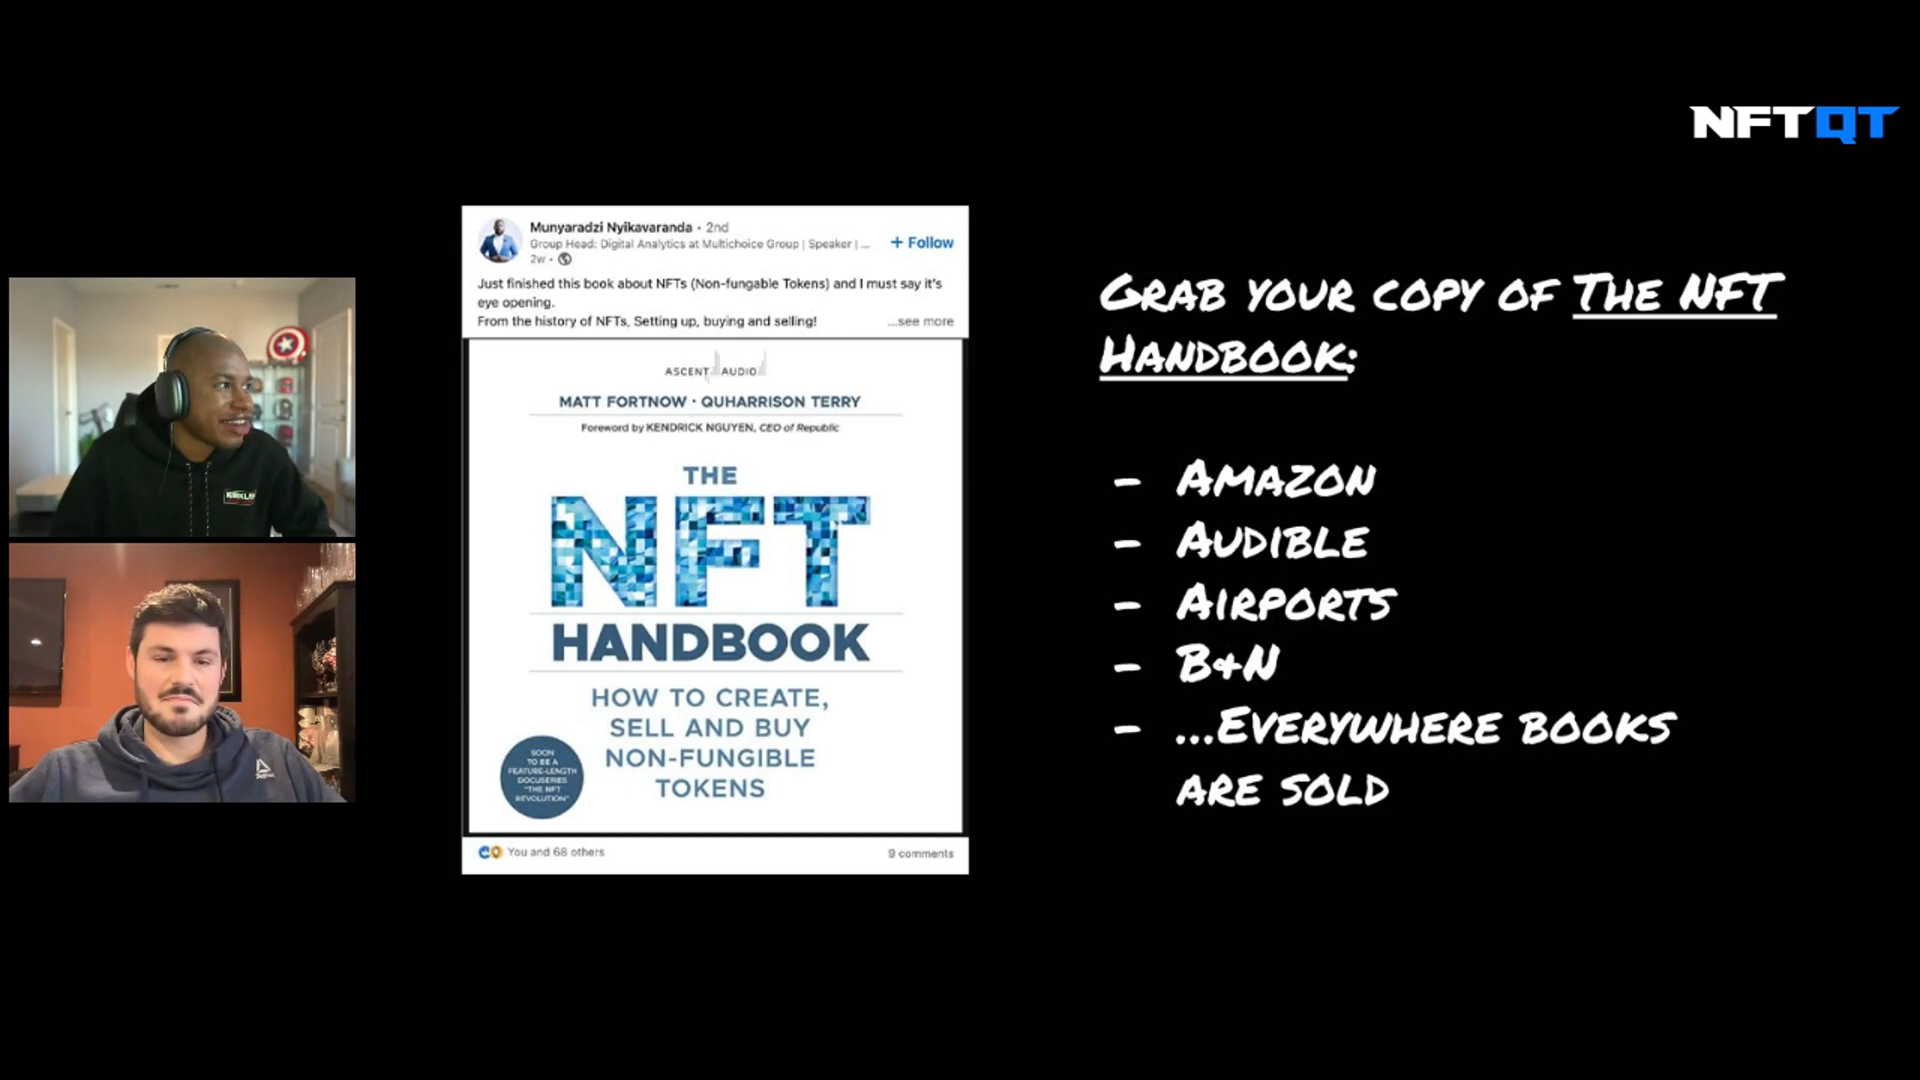 NFTQT
Munyaradzi Nyikavaranda • 2nd
Group Head: Digital Analytics at Multichoice Group | Speaker | ...
2w •
+ Follow
Just finished this book about NFTs (Non-fungable Tokens) and I must say it's
eye opening.
From the history of NFTs, Setting up, buying and selling!
...see more
ASCENT AUDIO
MATT FORTNOW • QUHARRISON TERRY
Foreword by KENDRICK NGUYEN, CEO of Republic
THE
NFT
HANDBOOK
HOW TO CREATE,
SELL AND BUY
NON-FUNGIBLE
TOKENS
SOON
TO BE A
FEATURE-LENGTH
DOCUSERIES
"THE NFT
REVOLUTION"
You and 68 others
9 comments
GRAB YOUR COPY OF THE NFT
HANDBOOK:
- AMAZON
- AUDIBLE
- AIRPORTS
- B&N
- ...EVERYWHERE BOOKS
ARE SOLD